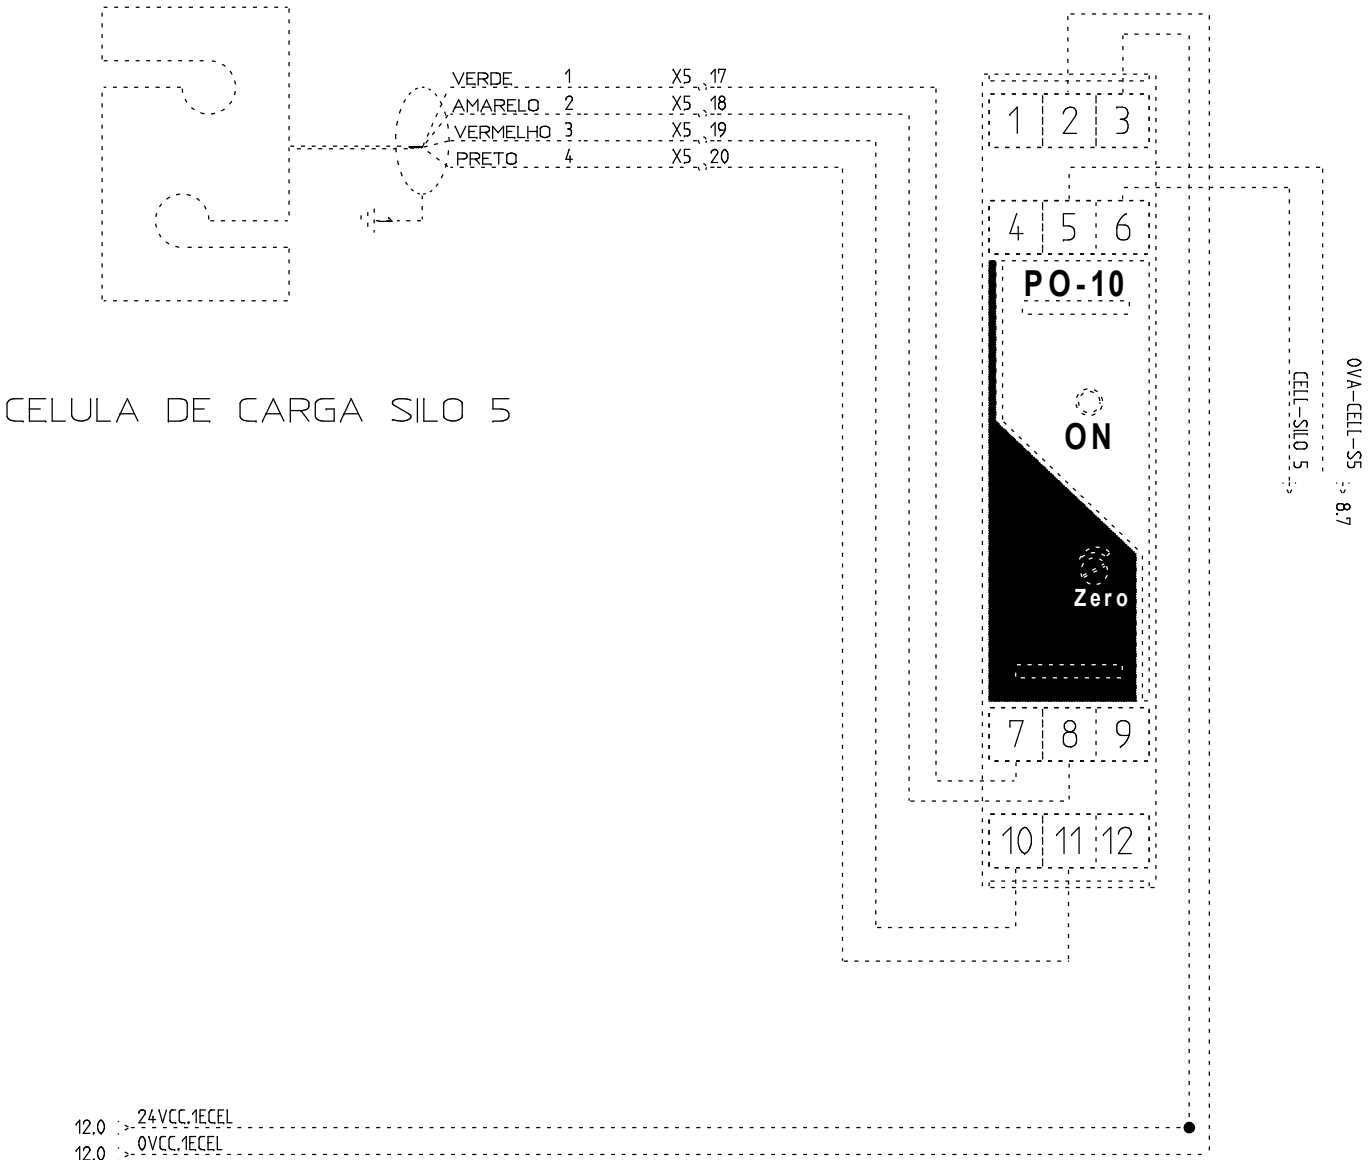 VERDE 1 X5 17
AMARELO 2 X5 18
VERMELHO 3 X5 19
PRETO 4 X5 20
1 2 3
4 5 6
PO-10
ON
Zero
7 8 9
10 11 12
CELULA DE CARGA SILO 5
CELL-SILO 5
0VA-CELL-S5
8.7
24VCC.1ECEL
12.0
0VCC.1ECEL
12.0